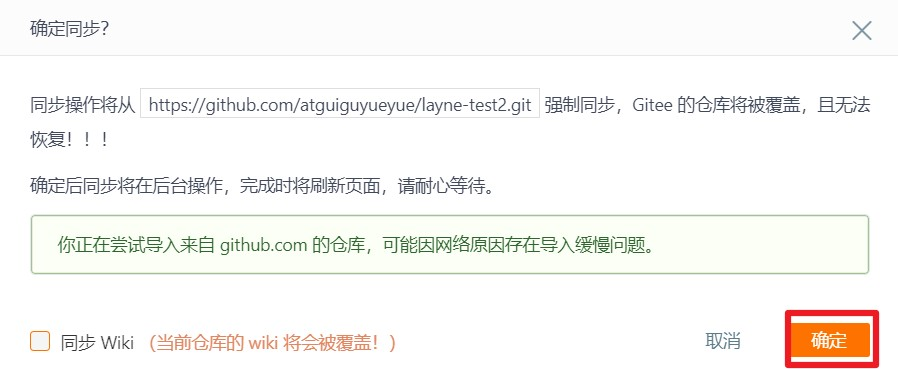 确定同步?
同步操作将从 https://github.com/atguiguyueyue/layne-test2.git 强制同步，Gitee 的仓库将被覆盖，且无法
恢复！！！
确定后同步将在后台操作，完成时将刷新页面，请耐心等待。
你正在尝试导入来自 github.com 的仓库，可能因网络原因存在导入缓慢问题。
同步 Wiki （当前仓库的 wiki 将会被覆盖！）
取消
确定